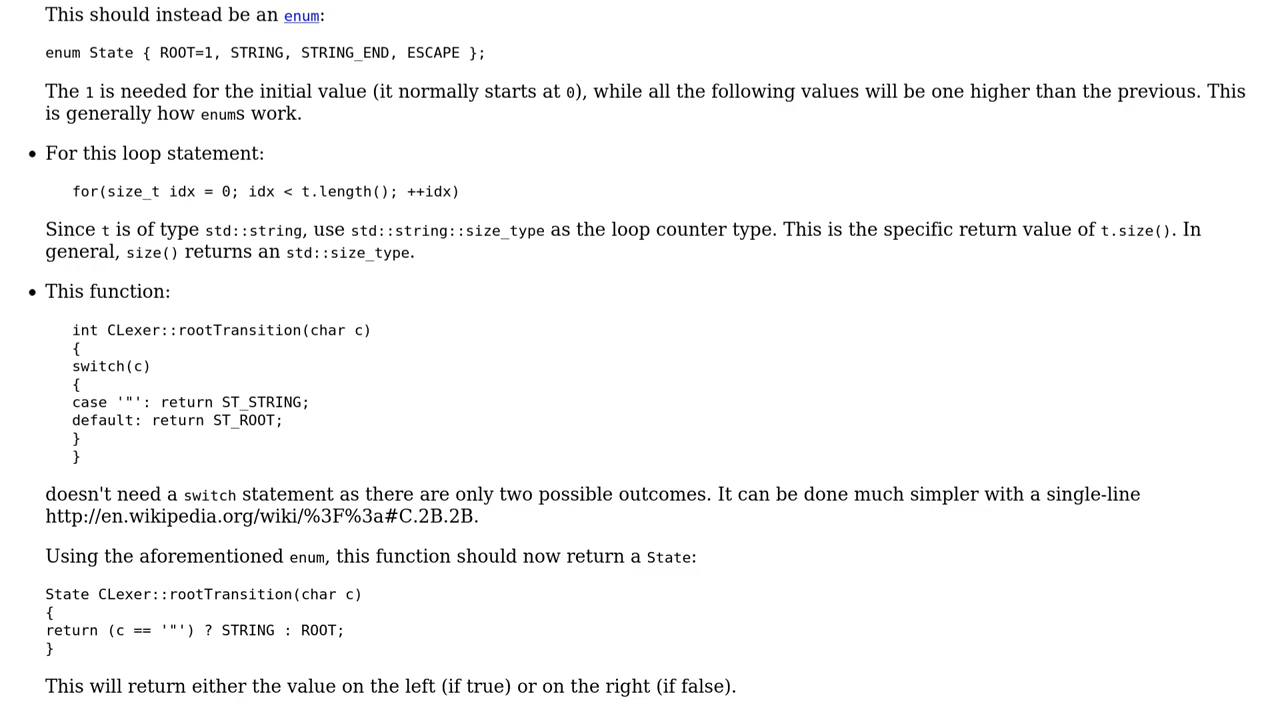 This should instead be an enum:
enum State { ROOT=1, STRING, STRING_END, ESCAPE };
The 1 is needed for the initial value (it normally starts at 0), while all the following values will be one higher than the previous. This
is generally how enums work.
• For this loop statement:
for(size_t idx = 0; idx < t.length(); ++idx)
Since t is of type std::string, use std::string::size_type as the loop counter type. This is the specific return value of t.size(). In
general, size() returns an std::size_type.
• This function:
int CLexer::rootTransition(char c)
{
switch(c)
{
case '"': return ST_STRING;
default: return ST_ROOT;
}
}
doesn't need a switch statement as there are only two possible outcomes. It can be done much simpler with a single-line
http://en.wikipedia.org/wiki/%3F%3a#C.2B.2B.
Using the aforementioned enum, this function should now return a State:
State CLexer::rootTransition(char c)
{
return (c == '"') ? STRING : ROOT;
}
This will return either the value on the left (if true) or on the right (if false).